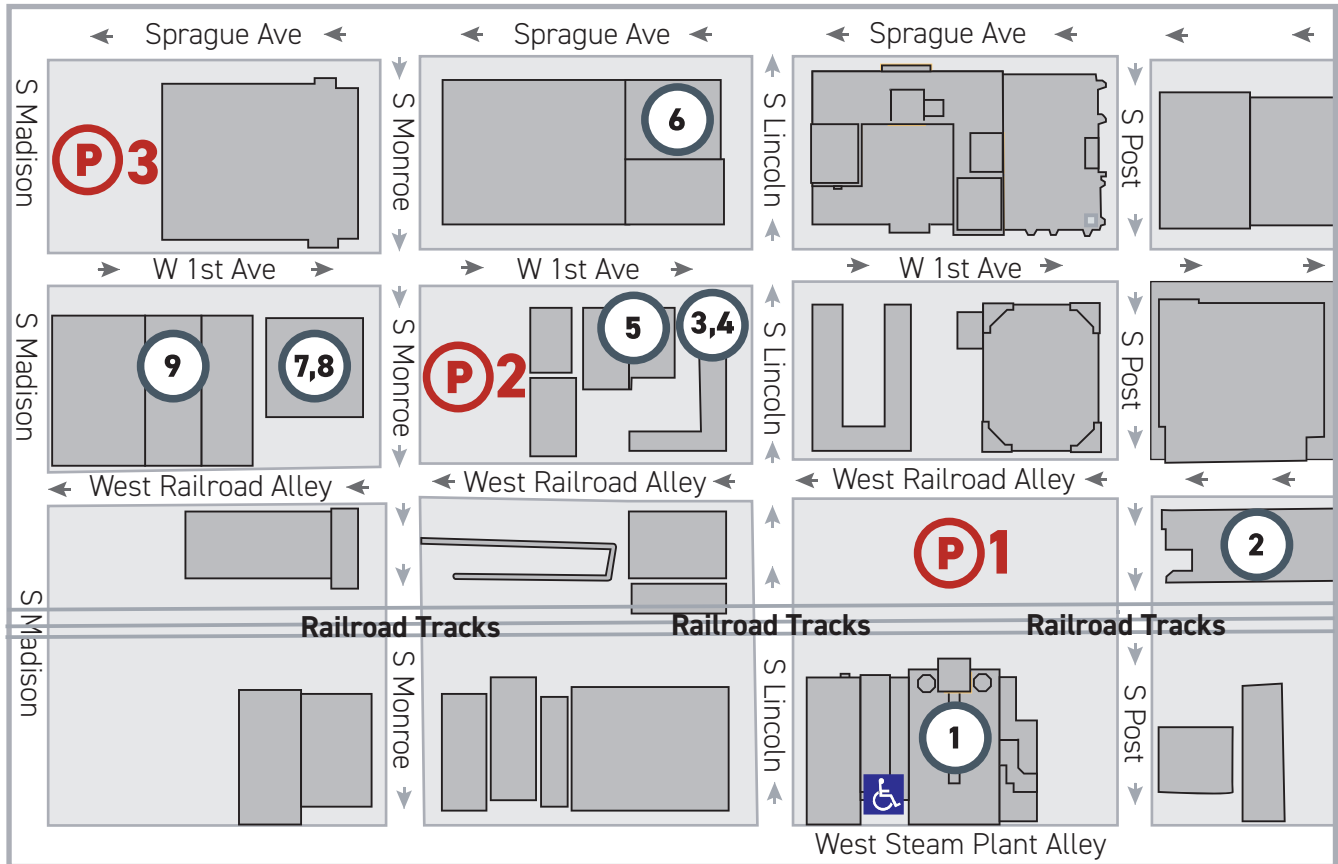 Sprague Ave
Sprague Ave
Sprague Ave
S Madison
P 3
S Monroe
6
S Lincoln
S Post
W 1st Ave
W 1st Ave
W 1st Ave
S Madison
9
7,8
S Monroe
P 2
5
3,4
S Lincoln
S Post
West Railroad Alley
West Railroad Alley
West Railroad Alley
P 1
2
S Madison
Railroad Tracks
Railroad Tracks
Railroad Tracks
S Monroe
S Lincoln
1
S Post
West Steam Plant Alley